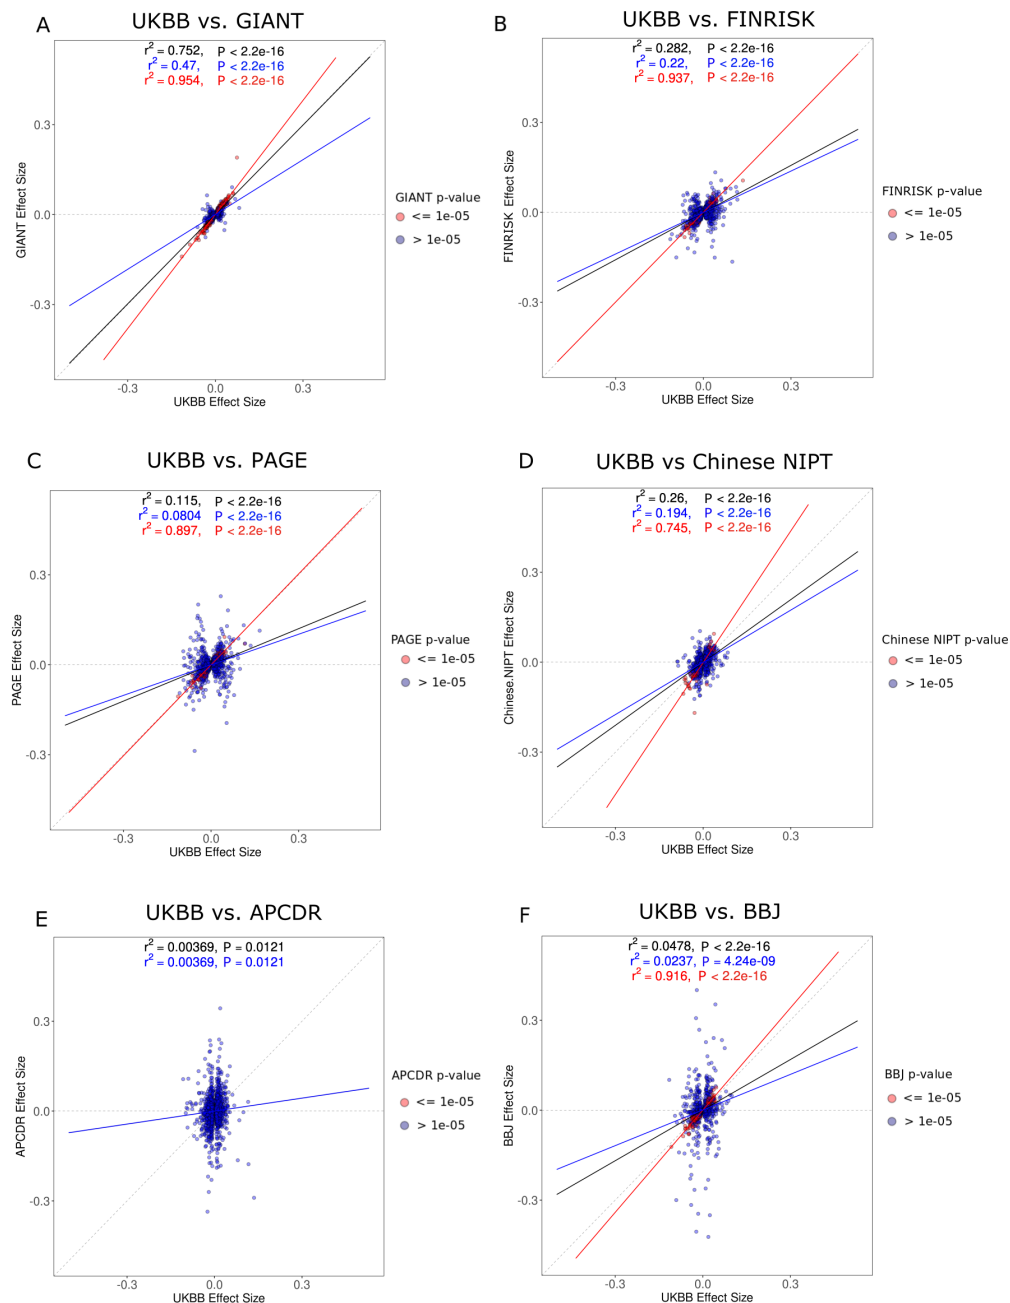 A
UKBB vs. GIANT
r² = 0.752, P < 2.2e-16
r² = 0.47, P < 2.2e-16
r² = 0.954, P < 2.2e-16
0.3
0.0
-0.3
GIANT Effect Size
-0.3 0.0 0.3
UKBB Effect Size
GIANT p-value
<= 1e-05
> 1e-05
B
UKBB vs. FINRISK
r² = 0.282, P < 2.2e-16
r² = 0.22, P < 2.2e-16
r² = 0.937, P < 2.2e-16
0.3
0.0
-0.3
FINRISK Effect Size
-0.3 0.0 0.3
UKBB Effect Size
FINRISK p-value
<= 1e-05
> 1e-05
C
UKBB vs. PAGE
r² = 0.115, P < 2.2e-16
r² = 0.0804 P < 2.2e-16
r² = 0.897, P < 2.2e-16
0.3
0.0
-0.3
PAGE Effect Size
-0.3 0.0 0.3
UKBB Effect Size
PAGE p-value
<= 1e-05
> 1e-05
D
UKBB vs Chinese NIPT
r² = 0.26, P < 2.2e-16
r² = 0.194, P < 2.2e-16
r² = 0.745, P < 2.2e-16
0.3
0.0
-0.3
Chinese.NIPT Effect Size
-0.3 0.0 0.3
UKBB Effect Size
Chinese NIPT p-value
<= 1e-05
> 1e-05
E
UKBB vs. APCDR
r² = 0.00369, P = 0.0121
r² = 0.00369, P = 0.0121
0.3
0.0
-0.3
APCDR Effect Size
-0.3 0.0 0.3
UKBB Effect Size
APCDR p-value
<= 1e-05
> 1e-05
F
UKBB vs. BBJ
r² = 0.0478, P < 2.2e-16
r² = 0.0237, P = 4.24e-09
r² = 0.916, P < 2.2e-16
0.3
0.0
-0.3
BBJ Effect Size
-0.3 0.0 0.3
UKBB Effect Size
BBJ p-value
<= 1e-05
> 1e-05